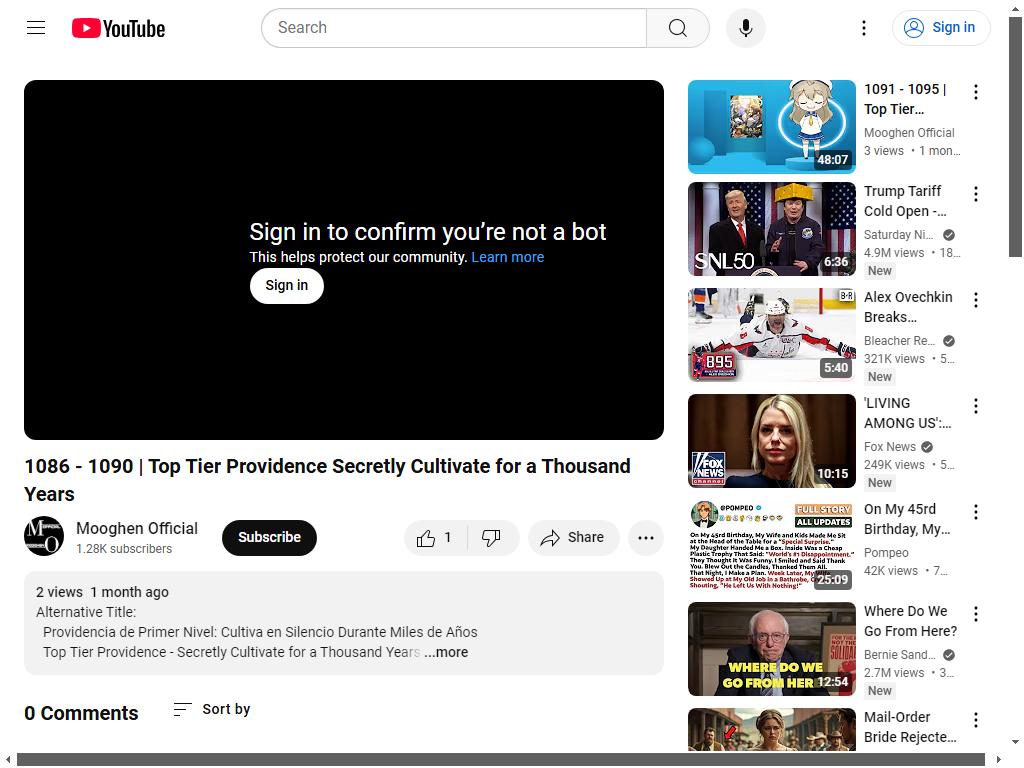 YouTube
Search
Sign in
Sign in to confirm you’re not a bot
This helps protect our community. Learn more
Sign in
1086 - 1090 | Top Tier Providence Secretly Cultivate for a Thousand
Years
Mooghen Official
1.28K subscribers
Subscribe
1
Share
2 views 1 month ago
Alternative Title:
Providencia de Primer Nivel: Cultiva en Silencio Durante Miles de Años
Top Tier Providence - Secretly Cultivate for a Thousand Years ...more
0 Comments
Sort by
48:07
1091 - 1095 |
Top Tier...
Mooghen Official
3 views • 1 mon...
SNL50
6:36
Trump Tariff
Cold Open -...
Saturday Ni...
4.9M views • 18...
New
B/R
895
5:40
Alex Ovechkin
Breaks...
Bleacher Re...
321K views • 5...
New
FOX
NEWS
channel
10:15
'LIVING
AMONG US':...
Fox News
249K views • 5...
New
@POMPEO
FULL STORY
ALL UPDATES
On My 45rd Birthday, My Wife and Kids Made Me Sit
at the Head of the Table for a "Special Surprise."
My Daughter Handed Me a Box. Inside Was a Cheap
Plastic Trophy That Said: "World's #1 Disappointment."
They Thought It Was Funny. I Smiled and Said Thank
You. Blew Out the Candles, Thanked Them All.
That Night, I Make a Plan. Week Later, My Wife
Showed Up at My Old Job in a Bathrobe,
Shouting, "He Left Us With Nothing!"
25:09
On My 45rd
Birthday, My...
Pompeo
42K views • 7...
WHERE DO WE
GO FROM HER
12:54
Where Do We
Go From Here?
Bernie Sand...
2.7M views • 3...
New
Mail-Order
Bride Rejecte...